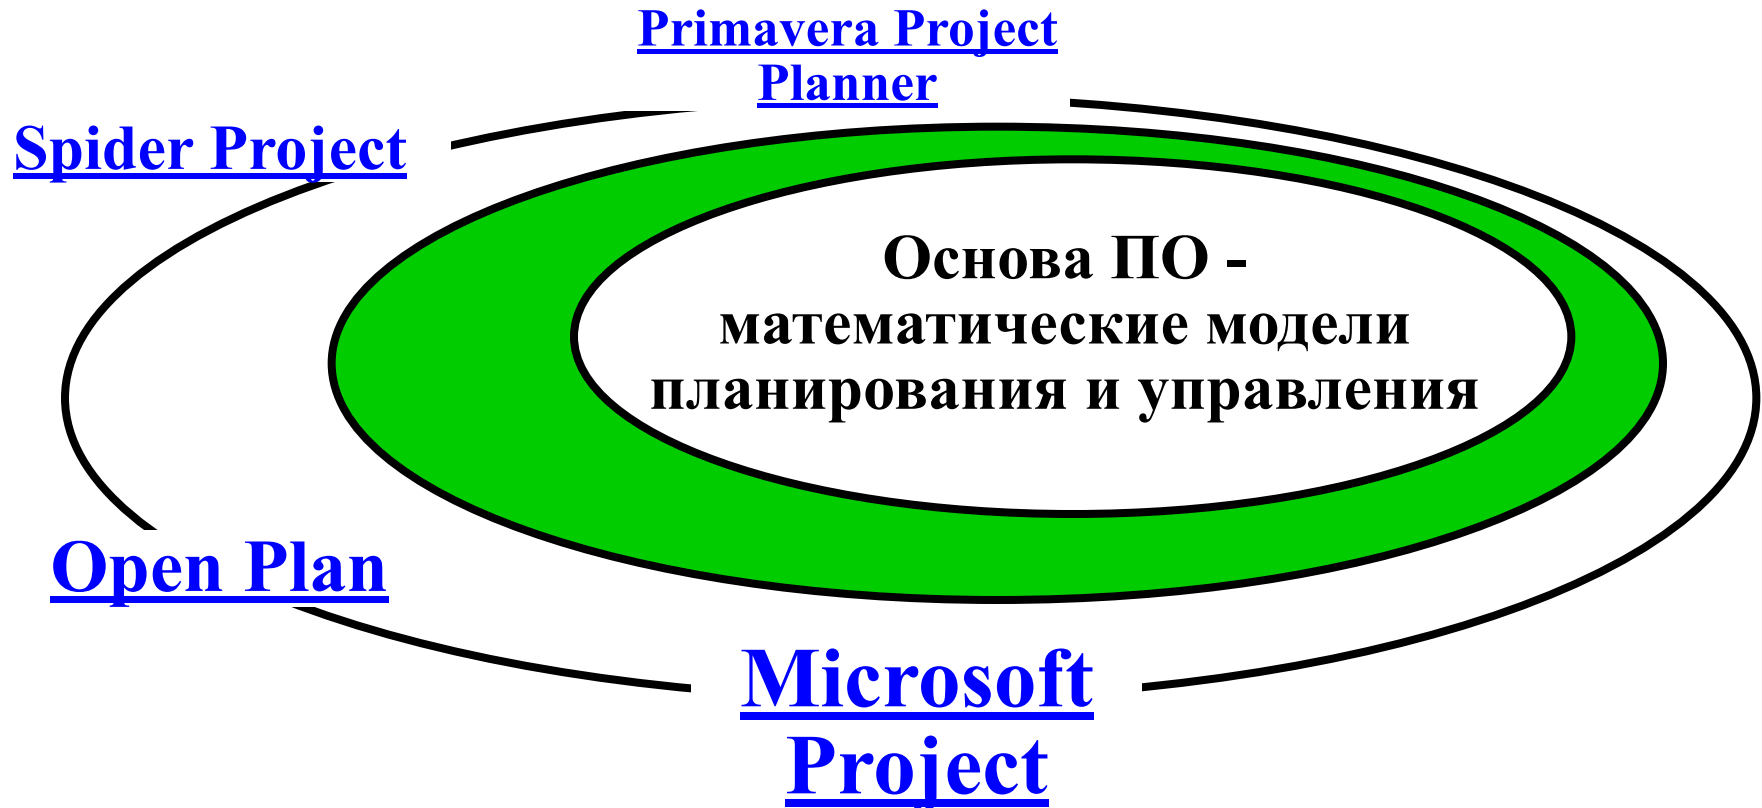 Primavera Project
Planner
Spider Project
Основа ПО -
математические модели
планирования и управления
Open Plan
Microsoft
Project